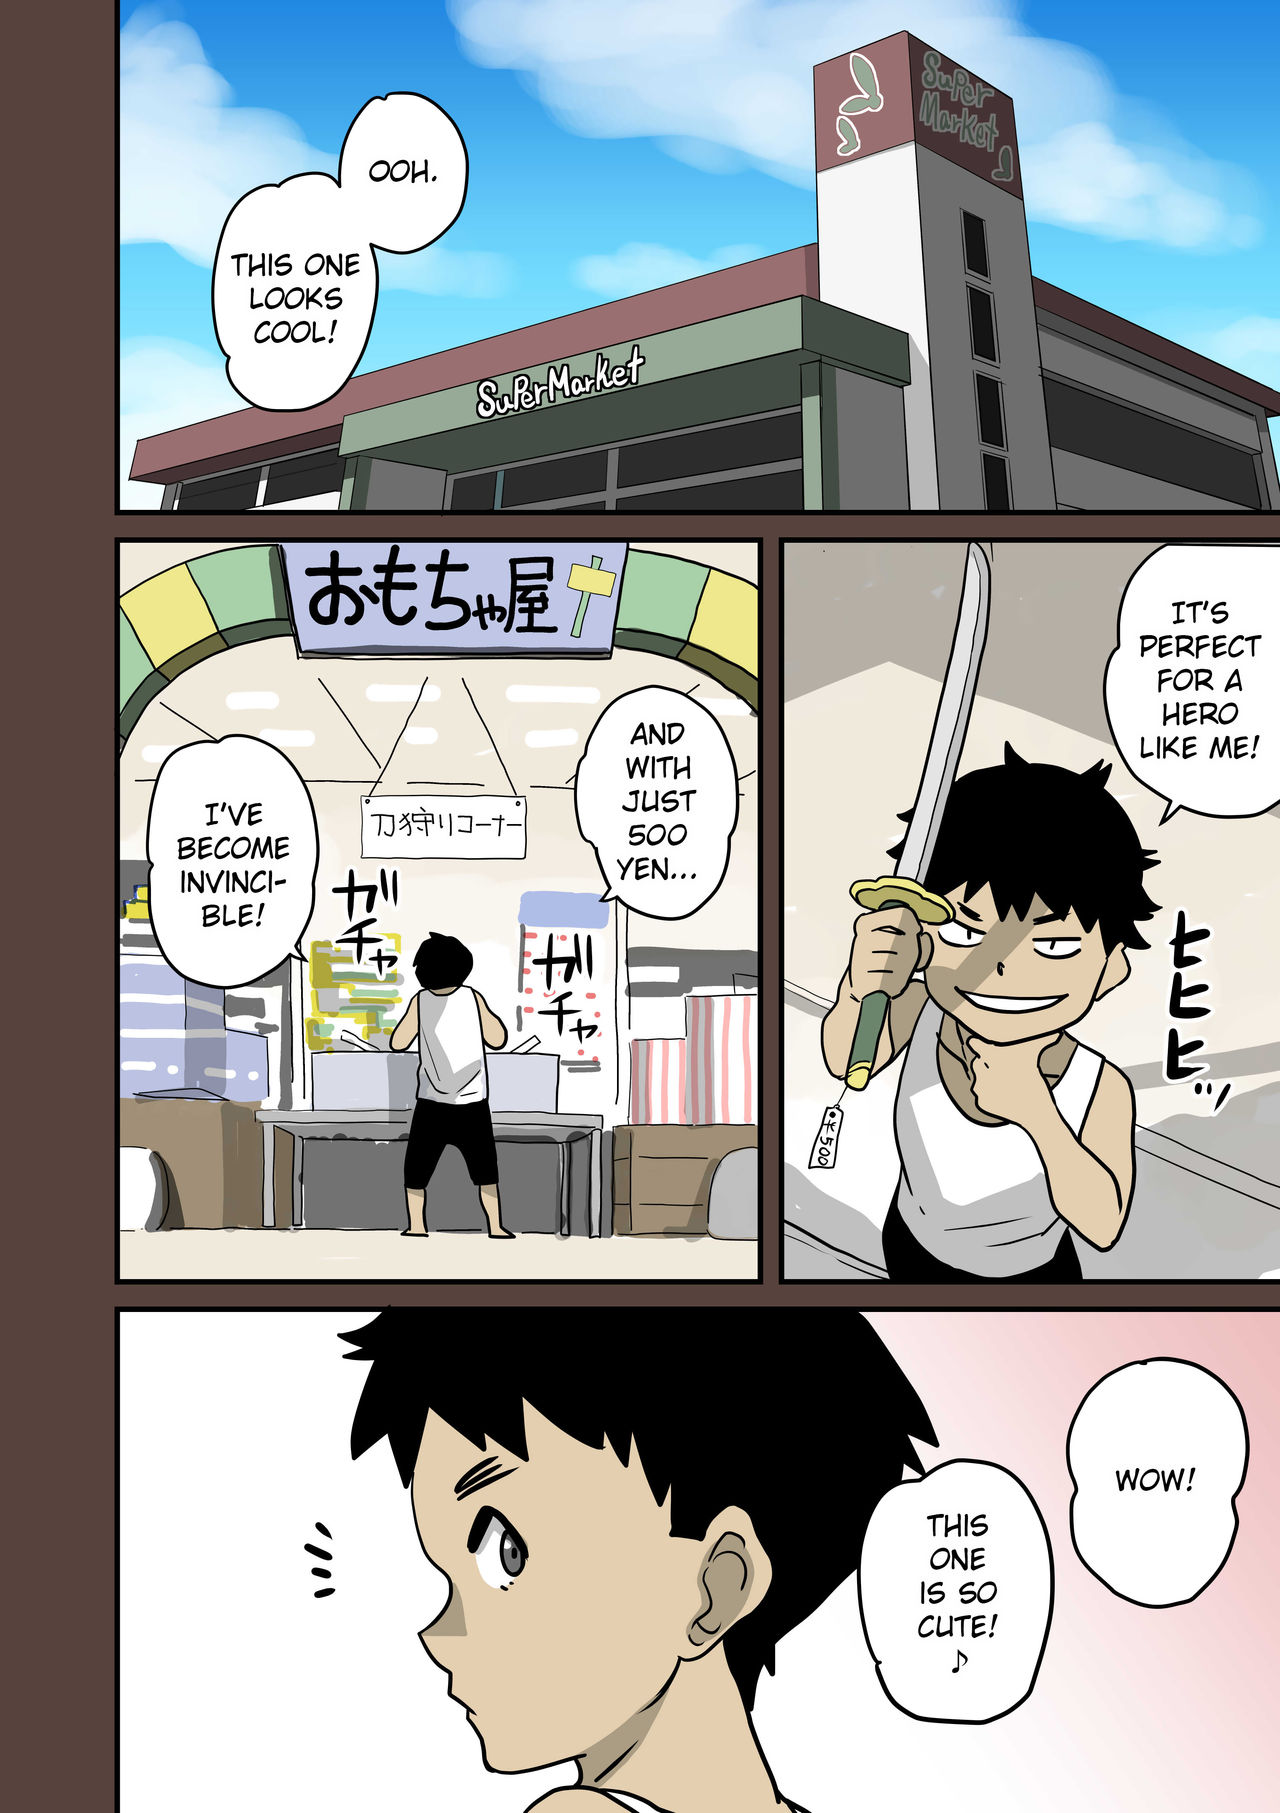 OOH.
THIS ONE
LOOKS
COOL!
SuPer
Market
SuPerMarket
IT'S
PERFECT
FOR A
HERO
LIKE ME!
ヒヒヒッ
¥500
おもちゃ屋
刀狩りコーナー
AND
WITH
JUST
500
YEN...
I'VE
BECOME
INVINCI-
BLE!
ガチャ
ガチャ
WOW!
THIS
ONE
IS SO
CUTE!
♪